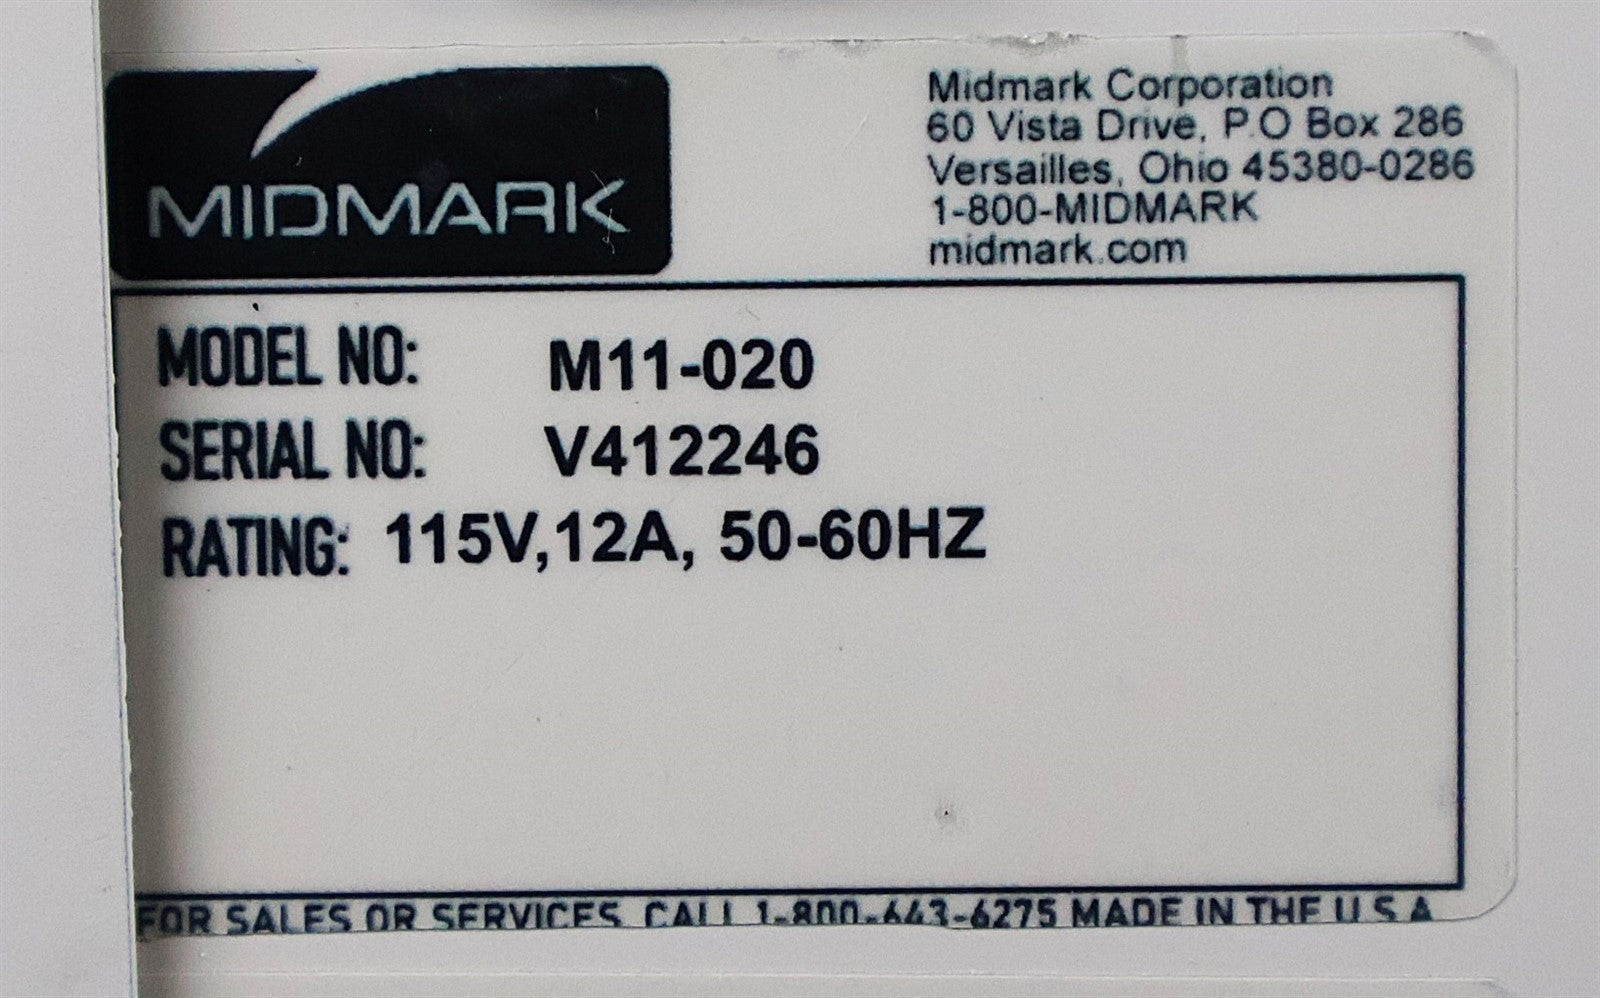 MIDMARK
Midmark Corporation
60 Vista Drive, P.O Box 286
Versailles, Ohio 45380-0286
1-800-MIDMARK
midmark.com
MODEL NO: M11-020
SERIAL NO: V412246
RATING: 115V,12A, 50-60HZ
FOR SALES OR SERVICES CALL 1-800-643-6275 MADE IN THE U.S.A